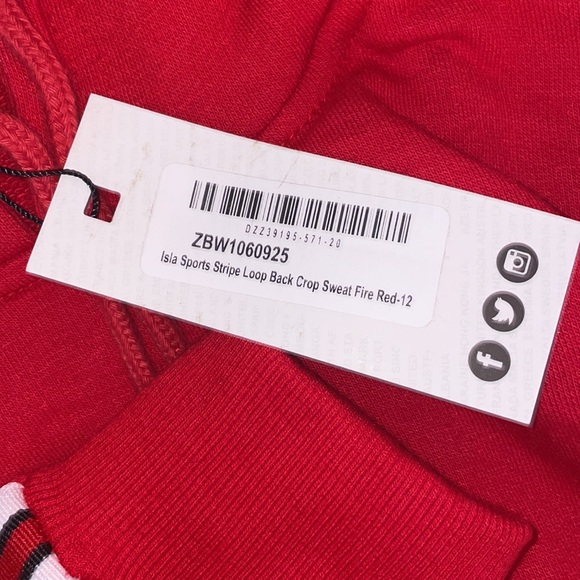 DZZ39195-571-20
ZBW1060925
Isla Sports Stripe Loop Back Crop Sweat Fire Red-12